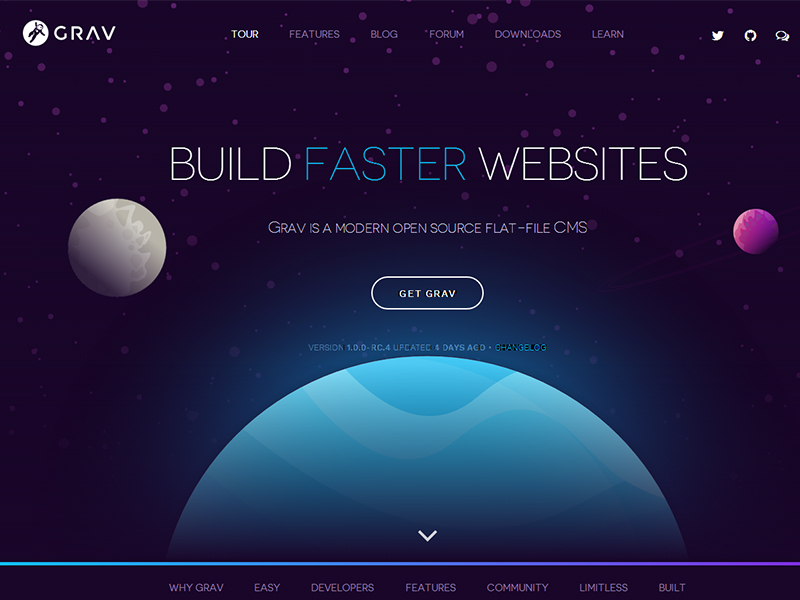 GRAV
TOUR FEATURES BLOG FORUM DOWNLOADS LEARN
BUILD FASTER WEBSITES
GRAV IS A MODERN OPEN SOURCE FLAT-FILE CMS
GET GRAV
VERSION 1.0.0-RC.4 UPDATED 4 DAYS AGO • CHANGELOG
WHY GRAV EASY DEVELOPERS FEATURES COMMUNITY LIMITLESS BUILT